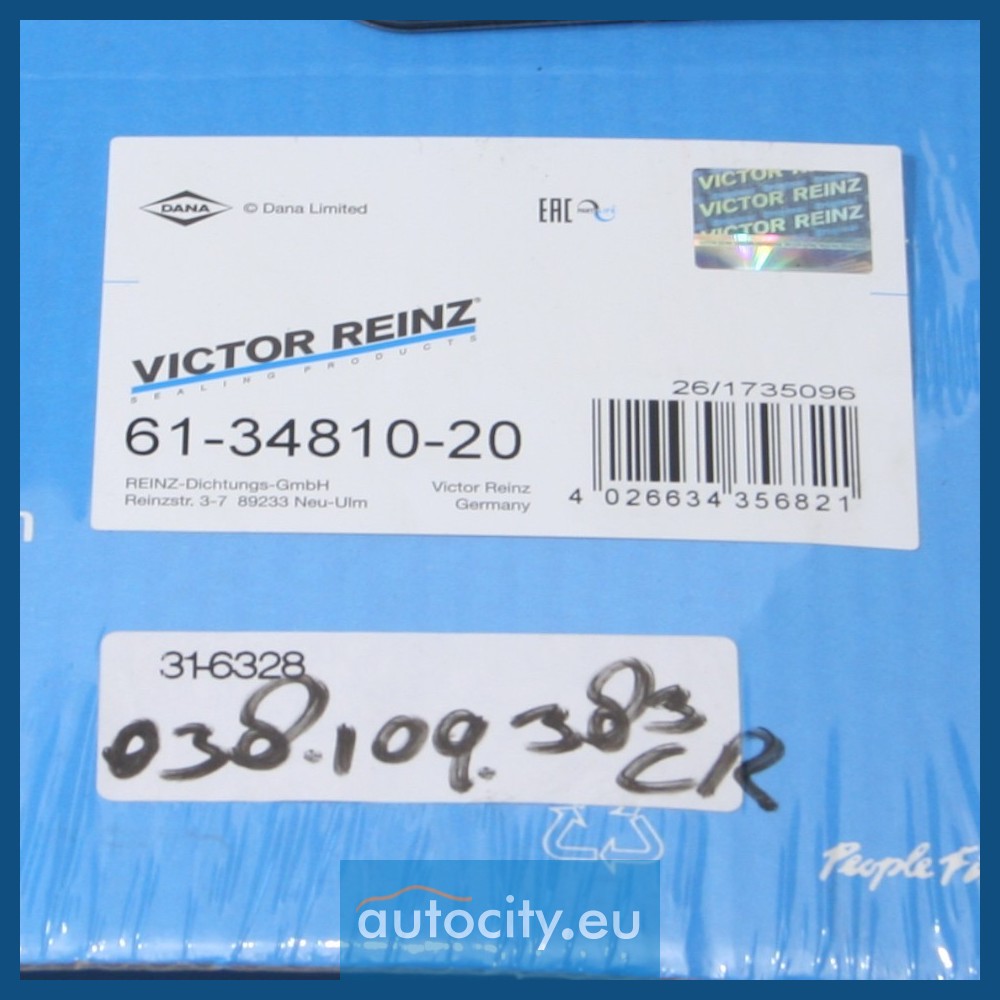 DANA © Dana Limited
EAC
VICTOR REINZ
VICTOR REINZ
VICTOR REINZ
VICTOR REINZ
SEALING PRODUCTS
61-34810-20
26/1735096
REINZ-Dichtungs-GmbH
Reinzstr. 3-7 89233 Neu-Ulm
Victor Reinz
Germany
4 026634 356821
31-6328
038.109.383
CR
People
autocity.eu